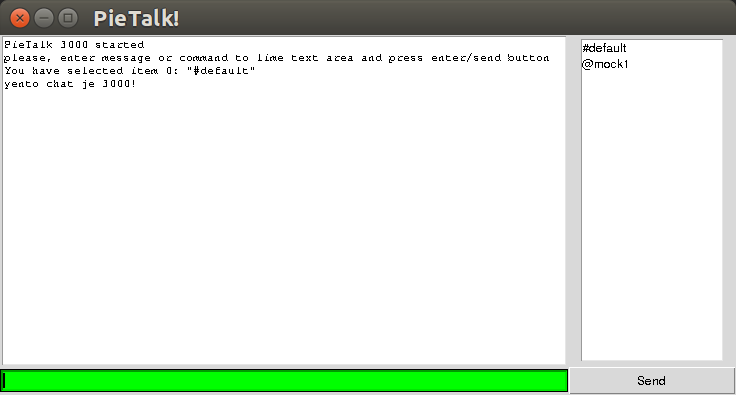 PieTalk!
PieTalk 3000 started
please, enter message or command to lime text area and press enter/send button
You have selected item 0: "#default"
yento chat je 3000!
#default
@mock1
Send